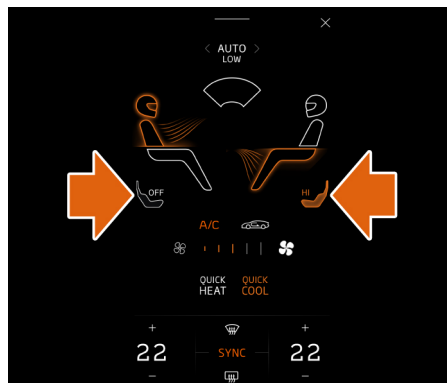 AUTO
LOW
OFF
HI
A/C
QUICK
HEAT
QUICK
COOL
22
SYNC
22